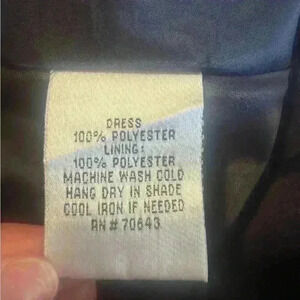 DRESS
100% POLYESTER
LINING:
100% POLYESTER
MACHINE WASH COLD
HANG DRY IN SHADE
COOL IRON IF NEEDED
RN # 70643